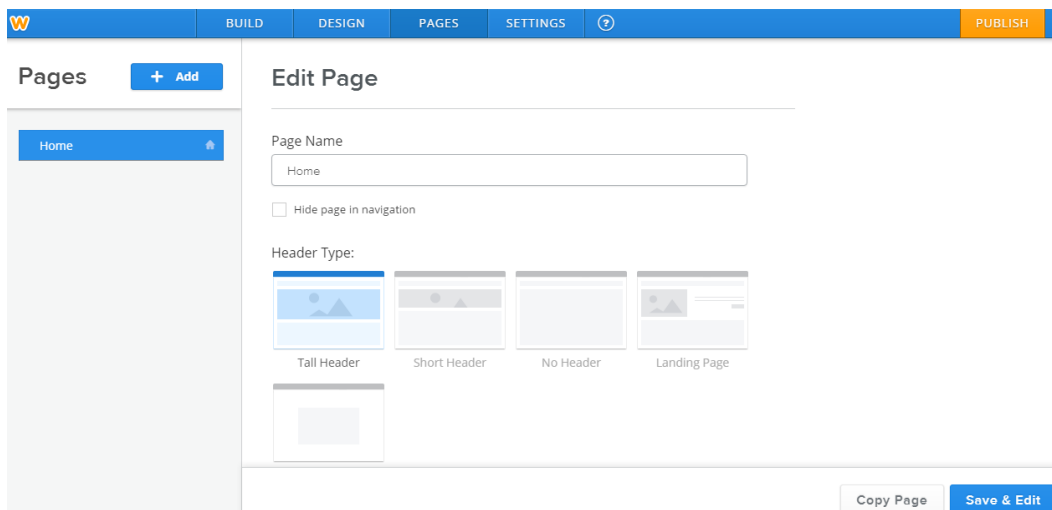 W BUILD DESIGN PAGES SETTINGS ? PUBLISH
Pages + Add
Home
Edit Page
Page Name
Home
Hide page in navigation
Header Type:
Tall Header Short Header No Header Landing Page
Copy Page Save & Edit